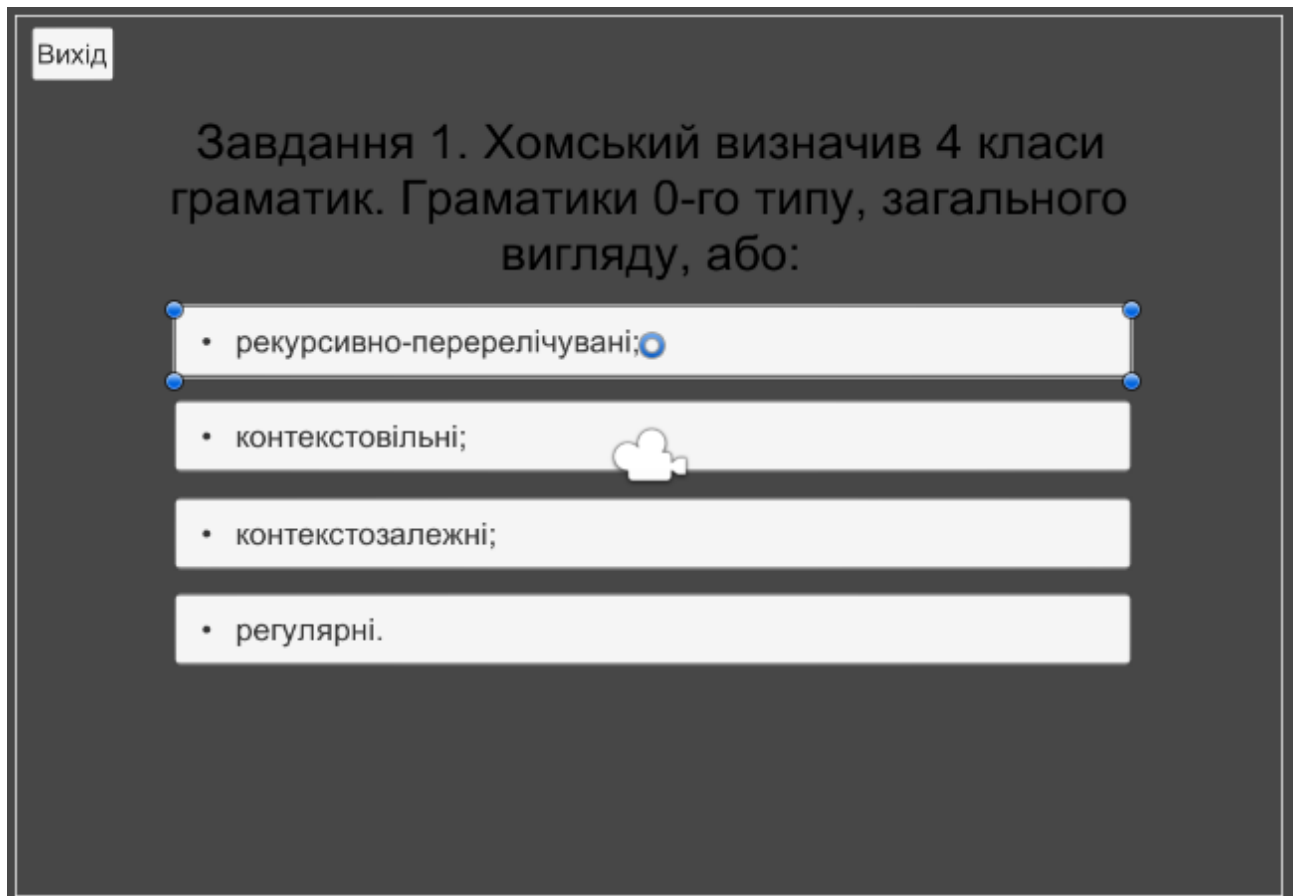 Вихід
Завдання 1. Хомський визначив 4 класи
граматик. Граматики 0-го типу, загального
вигляду, або:
• рекурсивно-перерелічувані;
• контекстовільні;
• контекстозалежні;
• регулярні.